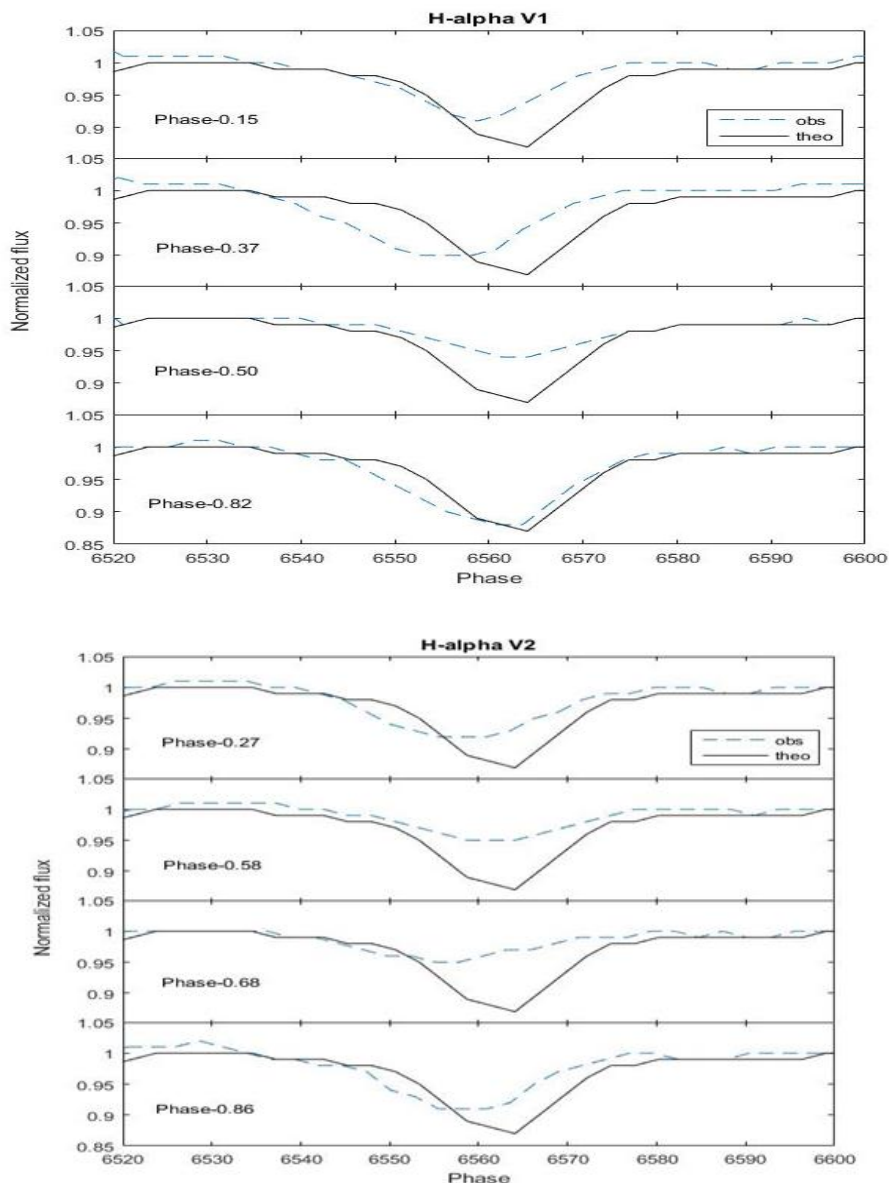 H-alpha V1
1.05
1
0.95
0.9
Phase-0.15
obs
theo
1.05
1
0.95
0.9
Phase-0.37
1.05
1
0.95
0.9
Phase-0.50
1.05
1
0.95
0.9
0.85
Phase-0.82
Normalized flux
6520 6530 6540 6550 6560 6570 6580 6590 6600
Phase
H-alpha V2
1.05
1
0.95
0.9
Phase-0.27
obs
theo
1.05
1
0.95
0.9
Phase-0.58
1.05
1
0.95
0.9
Phase-0.68
1.05
1
0.95
0.9
0.85
Phase-0.86
Normalized flux
6520 6530 6540 6550 6560 6570 6580 6590 6600
Phase